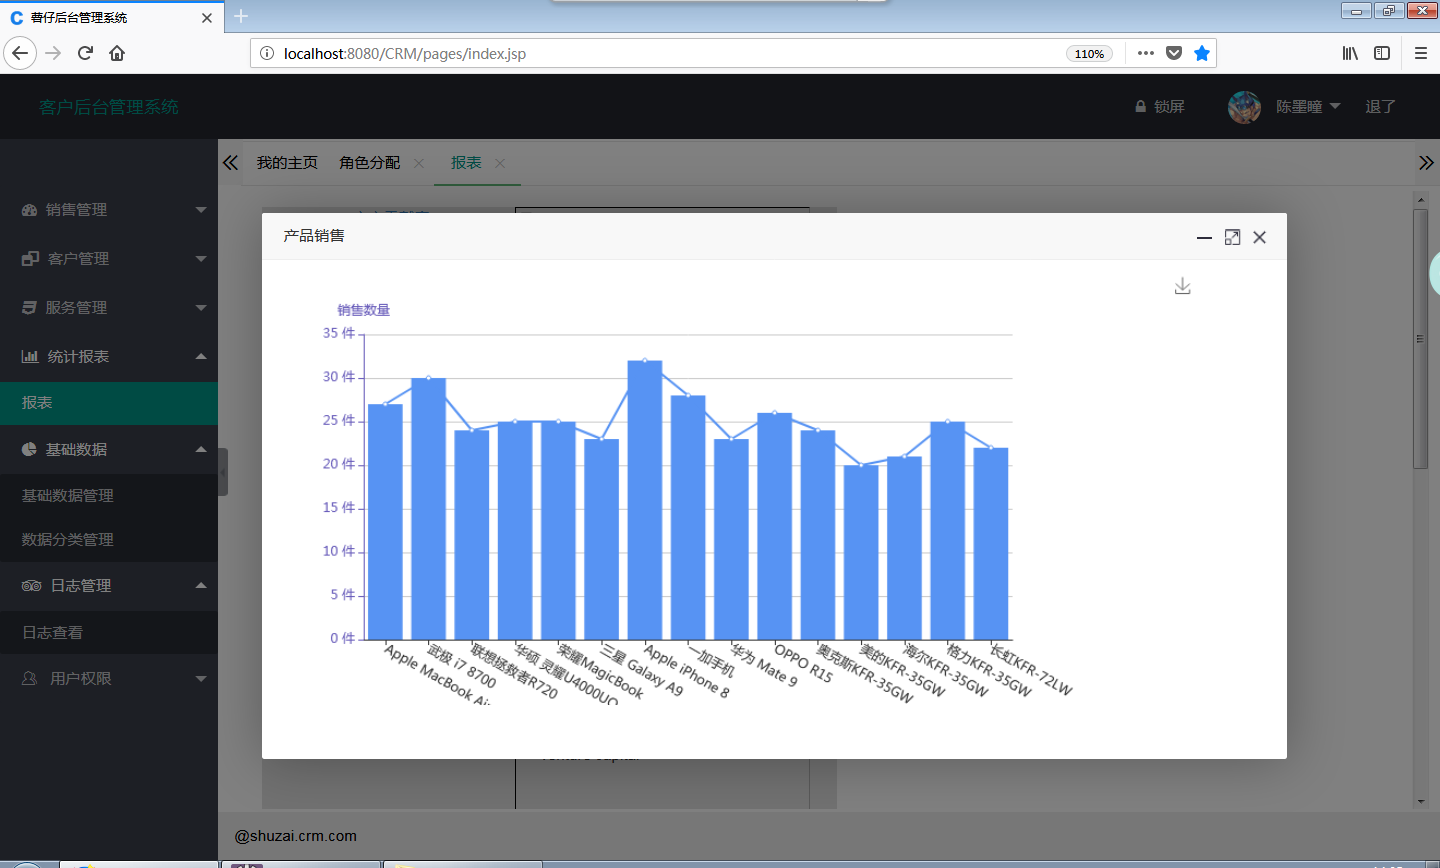 苷仔后台管理系统
localhost:8080/CRM/pages/index.jsp
110%
客户后台管理系统
锁屏
陈墨瞳
退了
我的主页
角色分配
报表
销售管理
客户管理
服务管理
统计报表
报表
基础数据
基础数据管理
数据分类管理
日志管理
日志查看
用户权限
产品销售
销售数量
35 件
30 件
25 件
20 件
15 件
10 件
5 件
0 件
Apple MacBook Air
武极 i7 8700
联想拯救者R720
华硕 灵耀U4000UQ
荣耀MagicBook
三星 Galaxy A9
Apple iPhone 8
一加手机
华为 Mate 9
OPPO R15
奥克斯KFR-35GW
美的KFR-35GW
海尔KFR-35GW
格力KFR-35GW
长虹KFR-72LW
@shuzai.crm.com